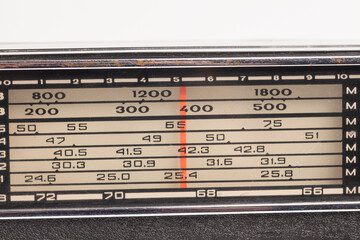 0 1 2 3 4 5 6 7 8 9 10
800 1200 1800 M
200 300 400 500 M
50 55 65 75 M
47 49 50 51 M
40.5 41.5 42.3 42.8 M
30.3 30.9 31.6 31.9 M
24.6 25.0 25.4 25.8 M
72 70 68 66 M